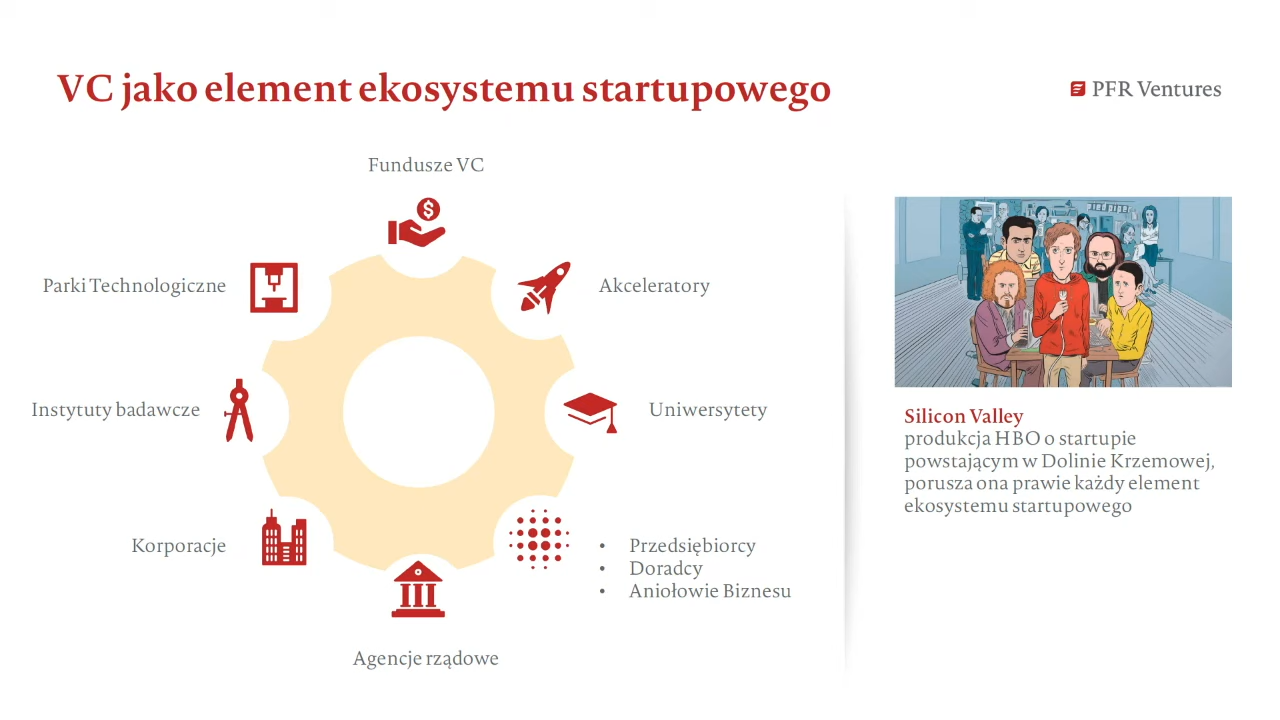 VC jako element ekosystemu startupowego
PFR Ventures
Fundusze VC
$
Parki Technologiczne
Akceleratory
Instytuty badawcze
Uniwersytety
Korporacje
• Przedsiębiorcy
• Doradcy
• Aniołowie Biznesu
Agencje rządowe
Silicon Valley
produkcja HBO o startupie
powstającym w Dolinie Krzemowej,
porusza ona prawie każdy element
ekosystemu startupowego